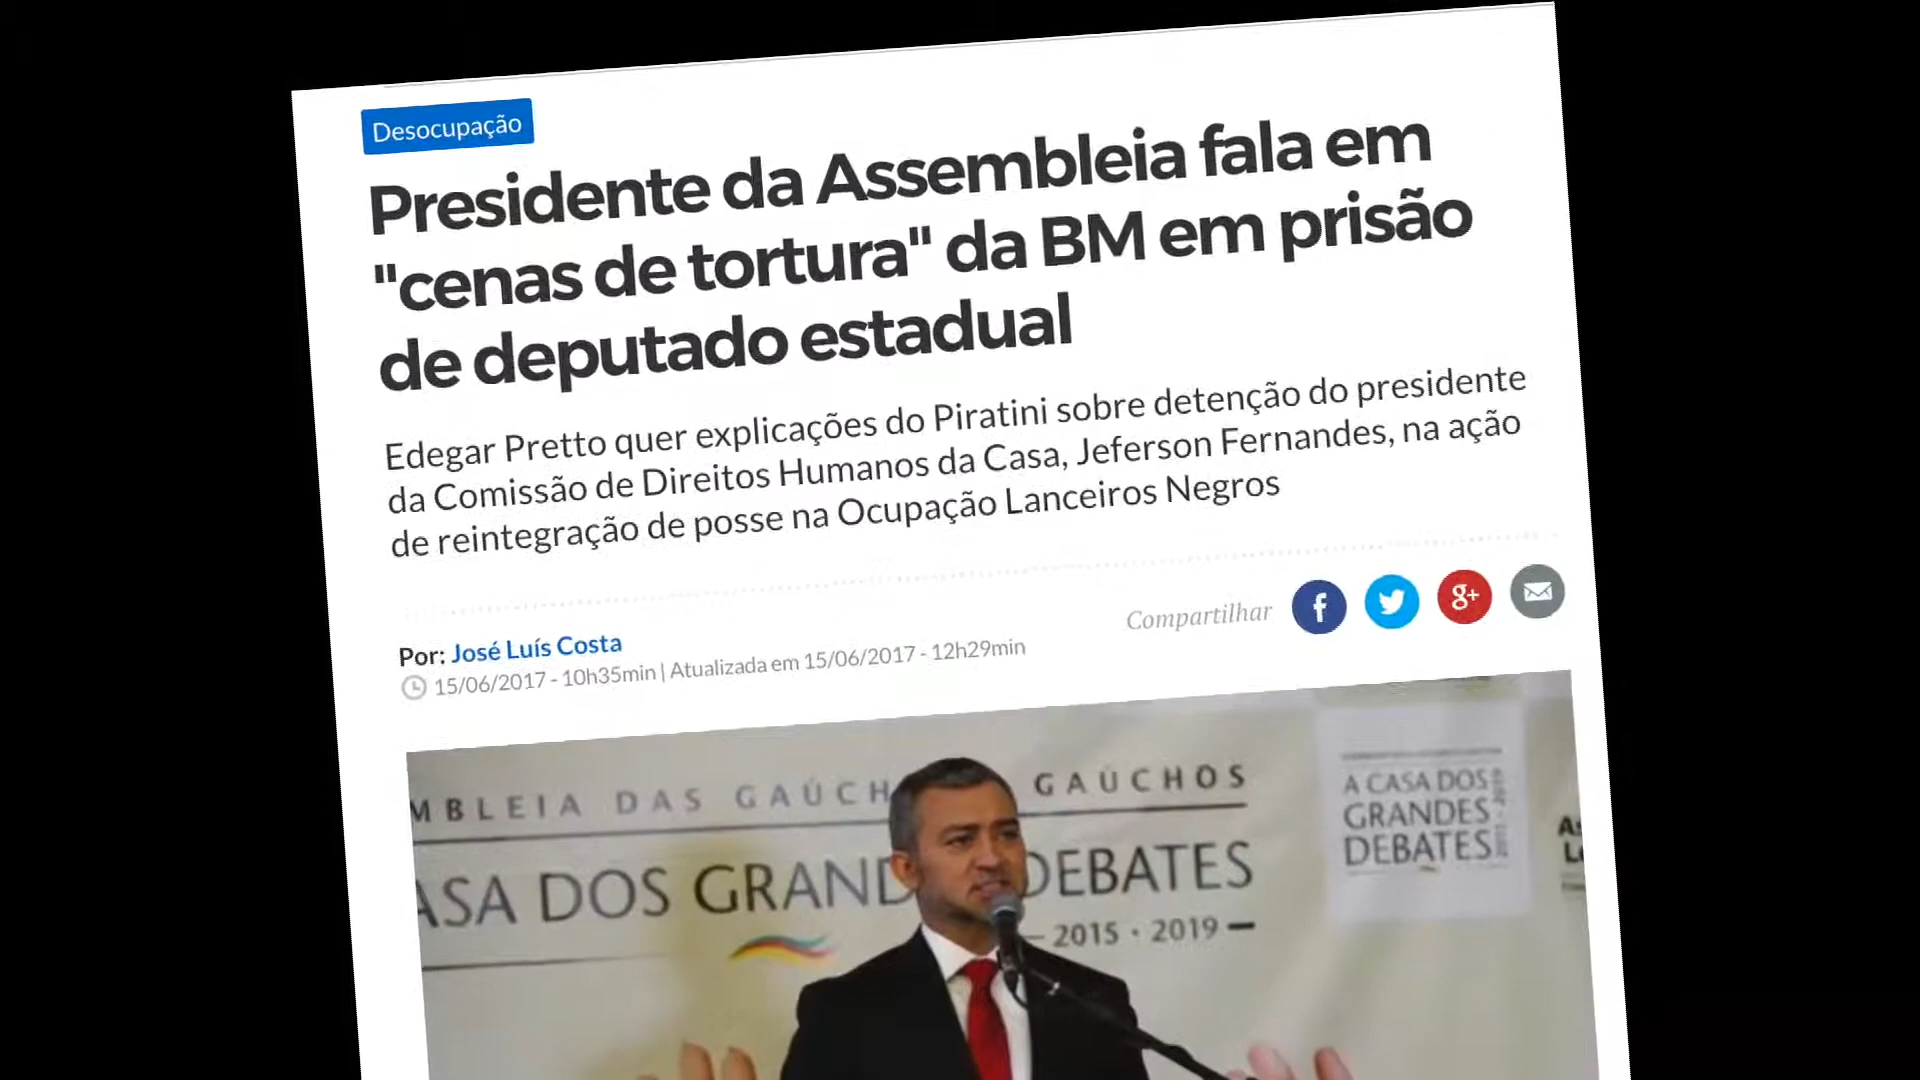 Desocupação
Presidente da Assembleia fala em
"cenas de tortura" da BM em prisão
de deputado estadual
Edegar Pretto quer explicações do Piratini sobre detenção do presidente
da Comissão de Direitos Humanos da Casa, Jeferson Fernandes, na ação
de reintegração de posse na Ocupação Lanceiros Negros
Compartilhar
Por: José Luís Costa
15/06/2017 - 10h35min | Atualizada em 15/06/2017 - 12h29min
MBLEIA DAS GAÚCH GAÚCHOS
ASA DOS GRAND DEBATES
2015 • 2019
A CASA DOS
GRANDES
DEBATES